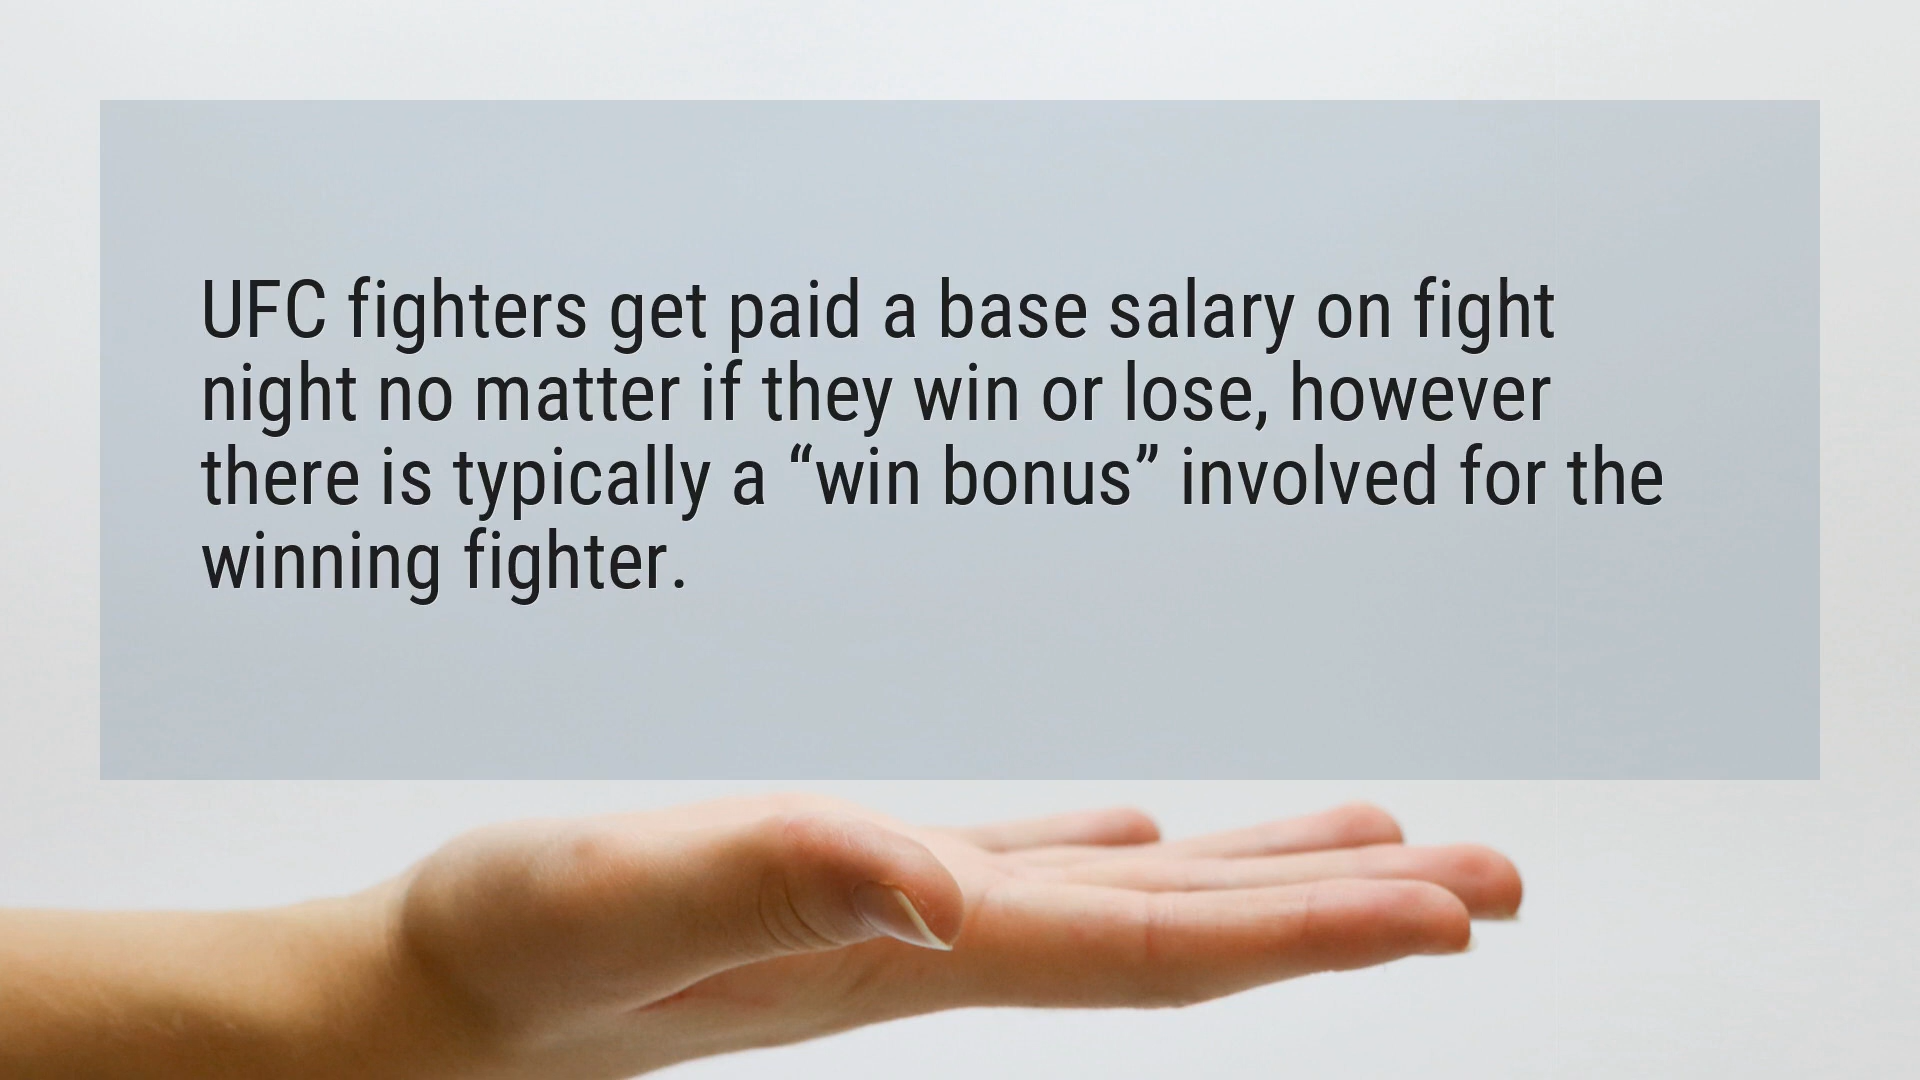 UFC fighters get paid a base salary on fight
night no matter if they win or lose, however
there is typically a “win bonus” involved for the
winning fighter.